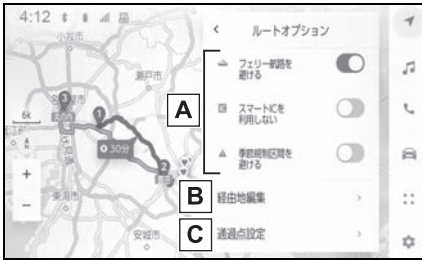 4:12
ルートオプション
小牧市
フェリー航路を
避ける
瀬戸市
スマートICを
利用しない
A
6k
30分
季節規制区間を
避ける
B
経由地編集
東海市
C
通過点設定
安城市